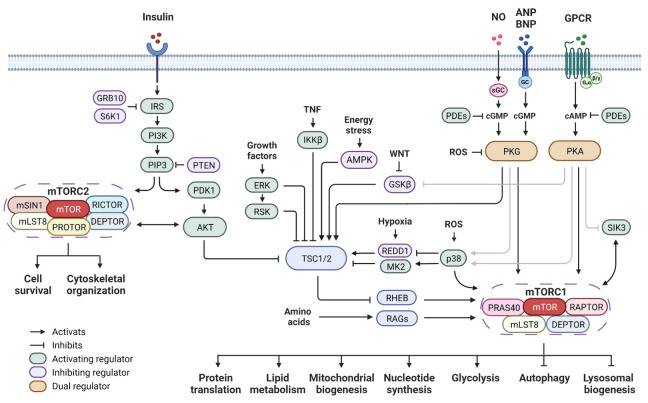 Insulin
NO
ANP
BNP
GPCR
GC
Gsα
β/γ
sGC
GRB10
S6K1
IRS
PI3K
PIP3
PTEN
PDK1
AKT
mTORC2
mSIN1
mTOR
RICTOR
mLST8
PROTOR
DEPTOR
Cell
survival
Cytoskeletal
organization
Growth
factors
ERK
RSK
TNF
IKKβ
Energy
stress
AMPK
WNT
GSKβ
PDEs
cGMP
cGMP
cAMP
PDEs
ROS
PKG
PKA
SIK3
Hypoxia
REDD1
MK2
ROS
p38
TSC1/2
RHEB
Amino
acids
RAGs
mTORC1
PRAS40
mTOR
RAPTOR
mLST8
DEPTOR
Activats
Inhibits
Activating regulator
Inhibiting regulator
Dual regulator
Protein
translation
Lipid
metabolism
Mitochondrial
biogenesis
Nucleotide
synthesis
Glycolysis
Autophagy
Lysosomal
biogenesis